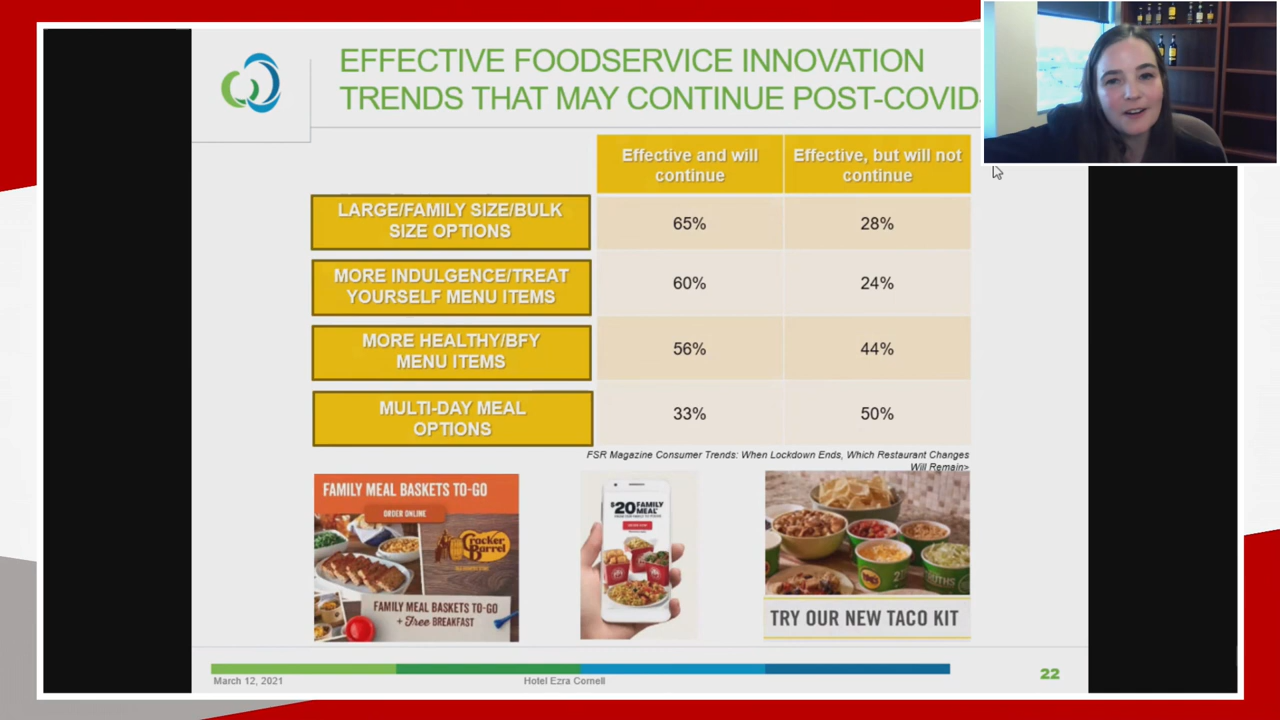 EFFECTIVE FOODSERVICE INNOVATION
TRENDS THAT MAY CONTINUE POST-COVID
Effective and will
continue
Effective, but will not
continue
LARGE/FAMILY SIZE/BULK
SIZE OPTIONS
65%
28%
MORE INDULGENCE/TREAT
YOURSELF MENU ITEMS
60%
24%
MORE HEALTHY/BFY
MENU ITEMS
56%
44%
MULTI-DAY MEAL
OPTIONS
33%
50%
FSR Magazine Consumer Trends: When Lockdown Ends, Which Restaurant Changes
Will Remain>
FAMILY MEAL BASKETS TO-GO
ORDER ONLINE
Cracker
Barrel
FAMILY MEAL BASKETS TO-GO
+ Free BREAKFAST
$20 FAMILY
MEAL
TRY OUR NEW TACO KIT
March 12, 2021
Hotel Ezra Cornell
22